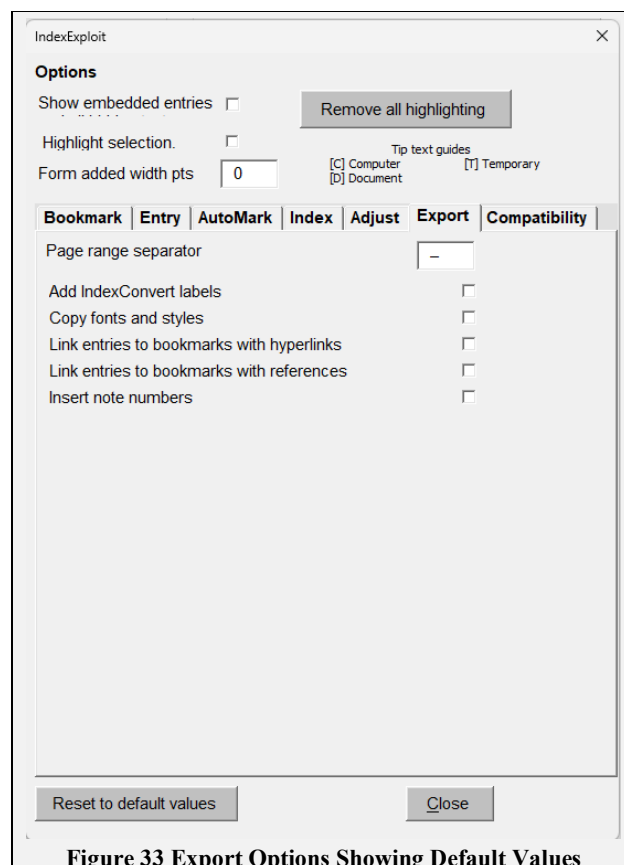 IndexExploit
Options
Show embedded entries
Remove all highlighting
Highlight selection.
Tip text guides
[C] Computer [T] Temporary
[D] Document
Form added width pts 0
Bookmark Entry AutoMark Index Adjust Export Compatibility
Page range separator –
Add IndexConvert labels
Copy fonts and styles
Link entries to bookmarks with hyperlinks
Link entries to bookmarks with references
Insert note numbers
Reset to default values Close
Figure 33 Export Options Showing Default Values